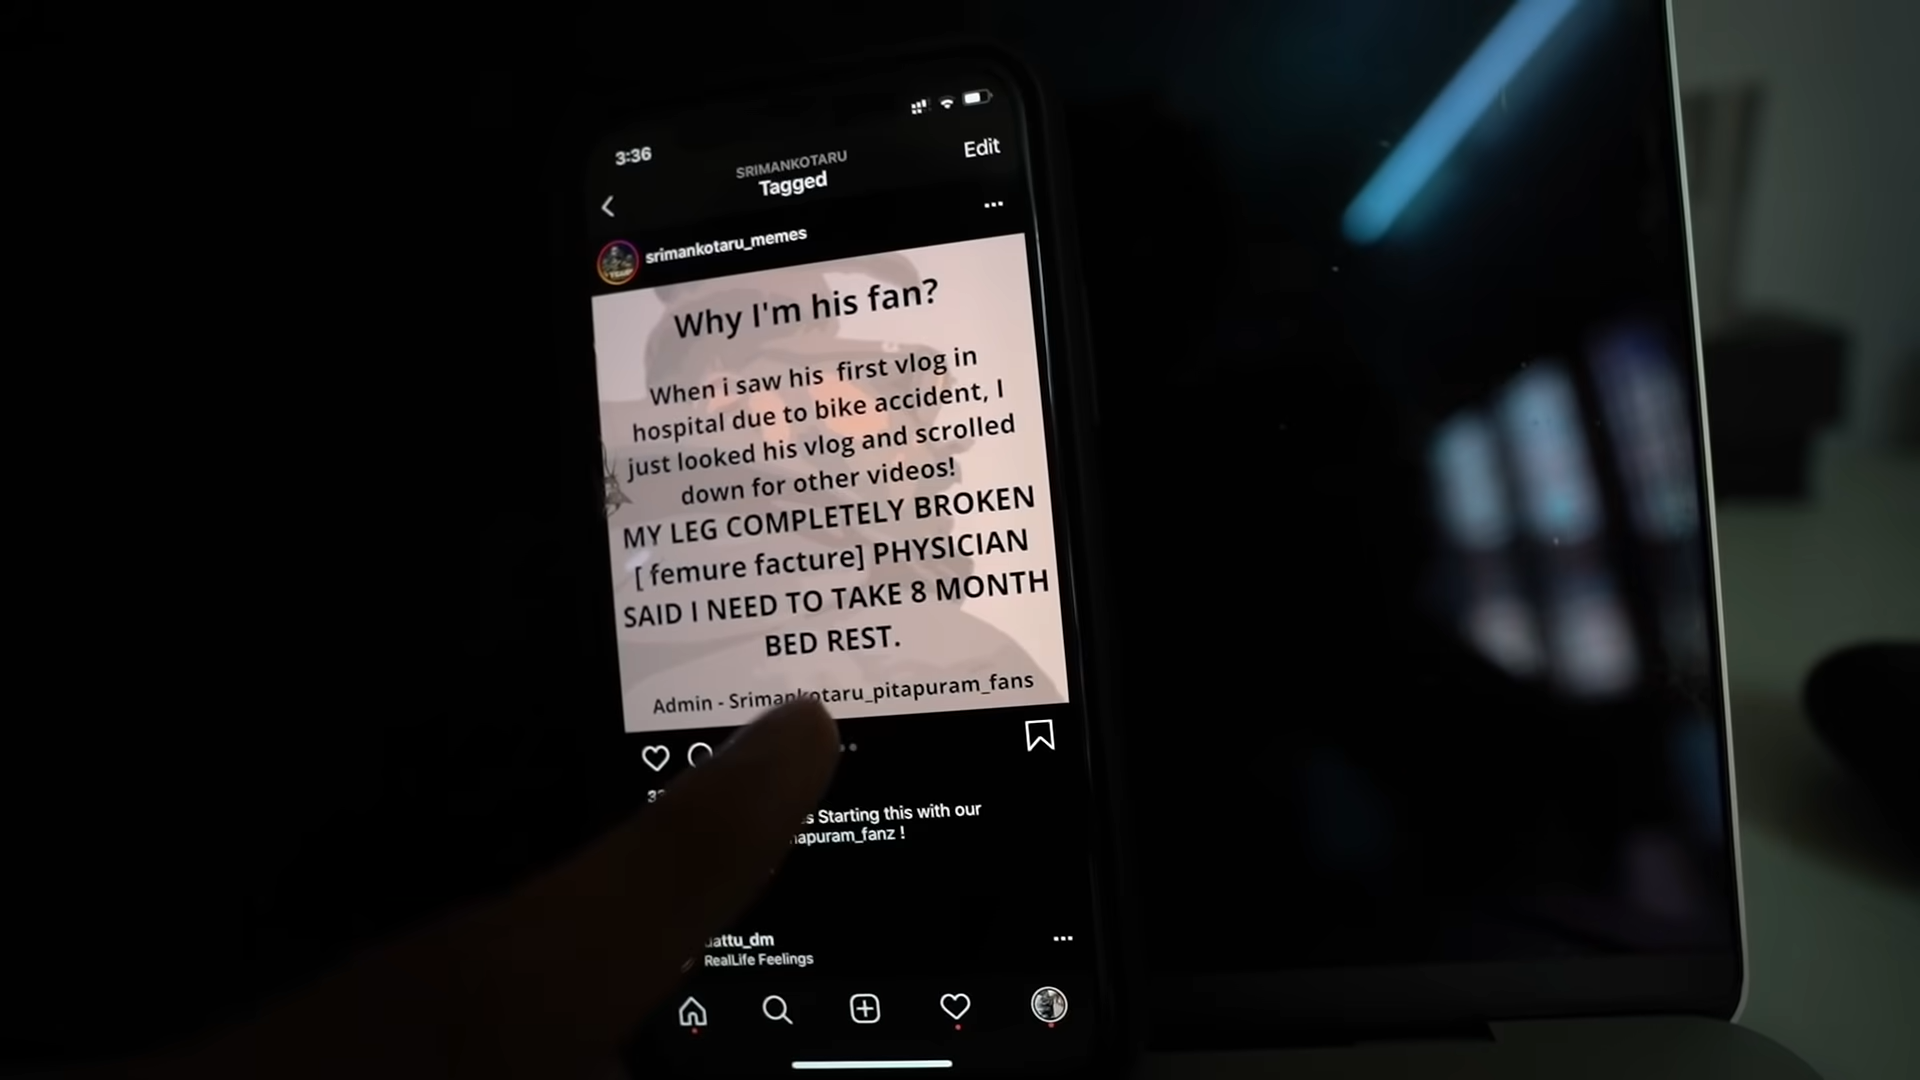 3:36
SRIMANKOTARU
Tagged
Edit
srimankotaru_memes
Why I'm his fan?
When i saw his first vlog in
hospital due to bike accident, I
just looked his vlog and scrolled
down for other videos!
MY LEG COMPLETELY BROKEN
[ femure facture] PHYSICIAN
SAID I NEED TO TAKE 8 MONTH
BED REST.
Admin - Srimankotaru_pitapuram_fans
Starting this with our
apuram_fanz !
attu_dm
RealLife Feelings